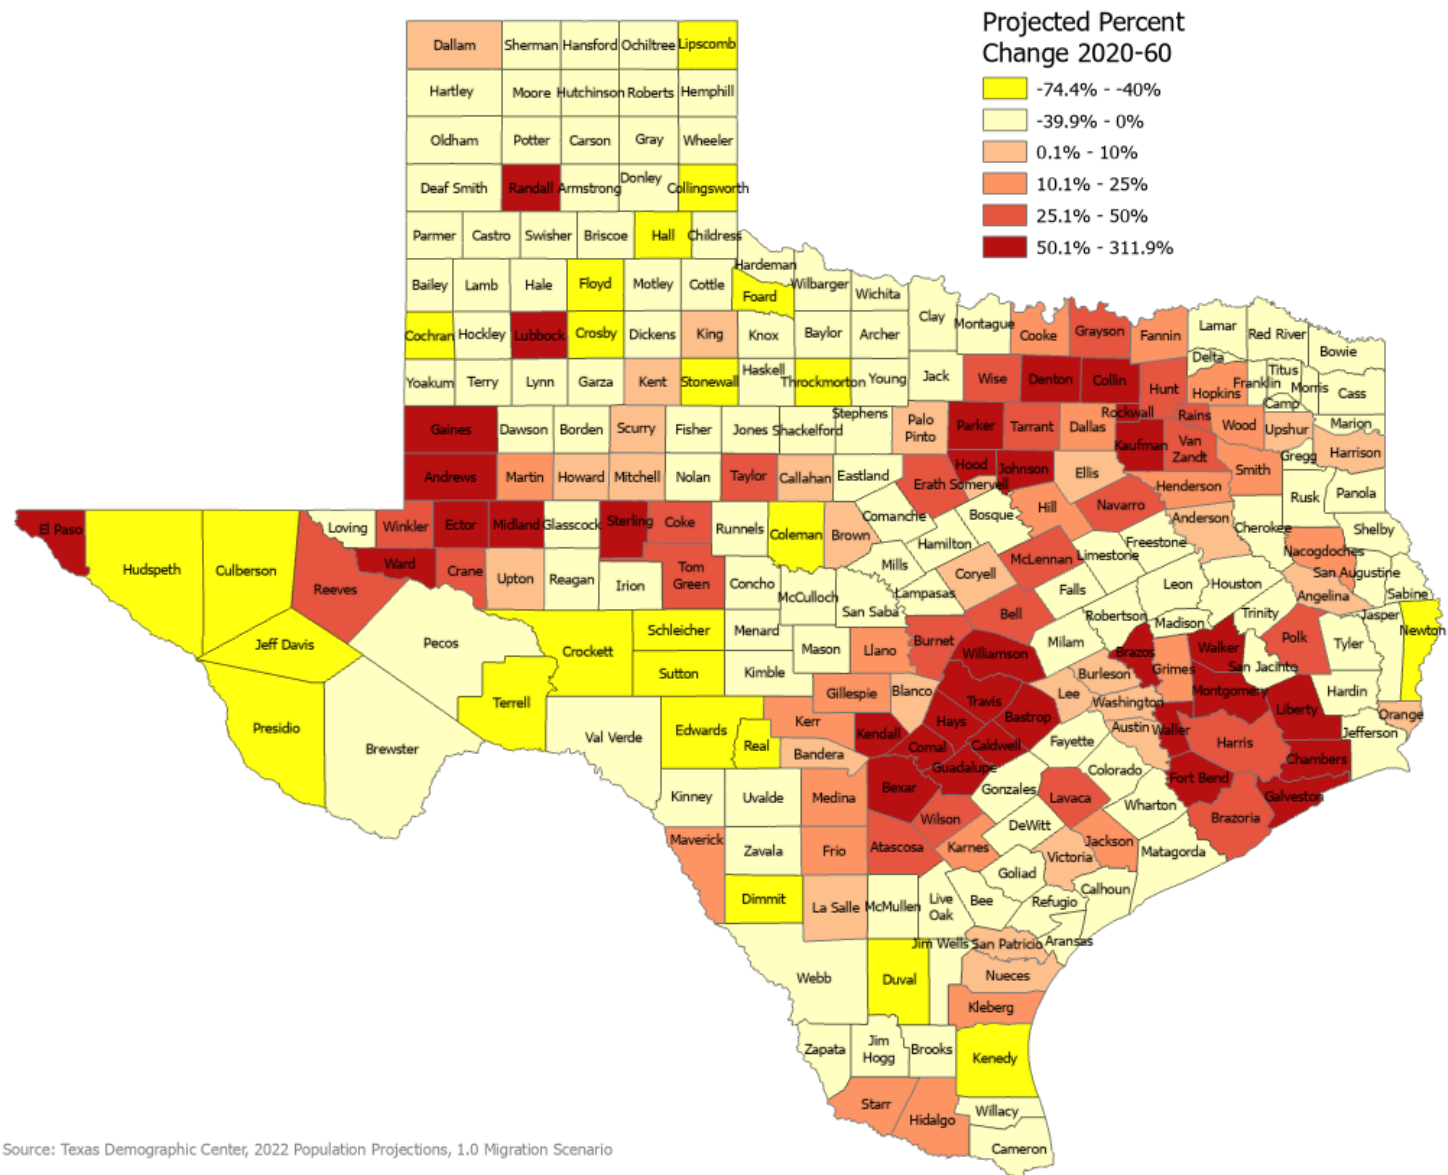 Projected Percent
Change 2020-60
-74.4% - -40%
-39.9% - 0%
0.1% - 10%
10.1% - 25%
25.1% - 50%
50.1% - 311.9%
Dallam Sherman Hansford Ochiltree Lipscomb
Hartley Moore Hutchinson Roberts Hemphill
Oldham Potter Carson Gray Wheeler
Deaf Smith Randall Armstrong Donley Collingsworth
Parmer Castro Swisher Briscoe Hall Childress
Hardeman
Bailey Lamb Hale Floyd Motley Cottle Foard Wilbarger Wichita
Cochran Hockley Lubbock Crosby Dickens King Knox Baylor Archer Clay Montague Cooke Grayson Fannin Lamar Red River Bowie
Delta Titus
Yoakum Terry Lynn Garza Kent Stonewall Haskell Throckmorton Young Jack Wise Denton Collin Hunt Hopkins Franklin Morris Cass
Camp
Gaines Dawson Borden Scurry Fisher Jones Shackelford Stephens Palo
Pinto Parker Tarrant Dallas Rockwall Rains Wood Upshur Marion
Kaufman Van
Zandt Gregg Harrison
Andrews Martin Howard Mitchell Nolan Taylor Callahan Eastland Erath Hood Somervell Johnson Ellis Henderson Smith Rusk Panola
El Paso Hudspeth Culberson Loving Winkler Ector Midland Glasscock Sterling Coke Runnels Coleman Brown Comanche Bosque Hill Navarro Anderson Cherokee Shelby
Hamilton Freestone Nacogdoches
Reeves Ward Crane Upton Reagan Irion Tom
Green Concho McCulloch Mills Lampasas Coryell McLennan Limestone Falls Leon Houston Angelina San Augustine Sabine
San Saba Bell Robertson Madison Trinity Jasper Newton
Jeff Davis Pecos Crockett Schleicher Menard Mason Llano Burnet Williamson Milam Brazos Grimes Walker San Jacinto Polk Tyler
Sutton Kimble Gillespie Blanco Travis Lee Burleson Washington Montgomery Liberty Hardin Orange
Presidio Brewster Terrell Val Verde Edwards Real Kerr Bandera Kendall Hays Comal Bastrop Caldwell Fayette Austin Waller Harris Jefferson
Guadalupe Colorado Fort Bend Chambers
Kinney Uvalde Medina Bexar Wilson Gonzales Lavaca Wharton Brazoria Galveston
Maverick Zavala Frio Atascosa Karnes DeWitt Victoria Jackson Matagorda
Dimmit La Salle McMullen Live
Oak Bee Goliad Refugio Calhoun
Jim Wells San Patricio Aransas
Webb Duval Nueces
Kleberg
Zapata Jim
Hogg Brooks Kenedy
Starr Hidalgo Willacy
Cameron
Source: Texas Demographic Center, 2022 Population Projections, 1.0 Migration Scenario